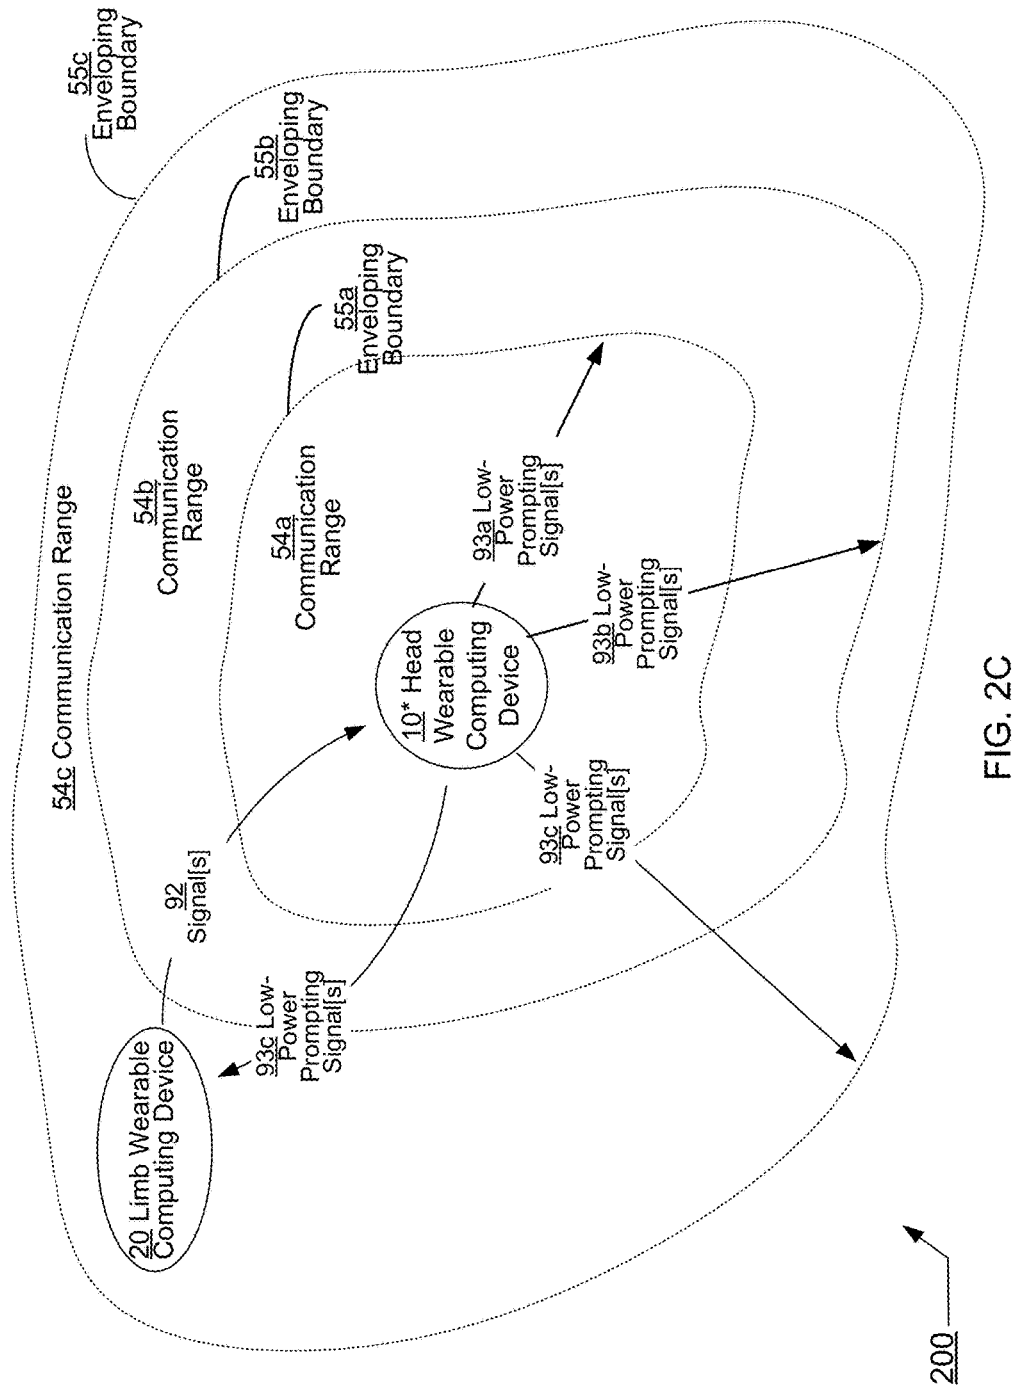 55c
Enveloping
Boundary
55b
Enveloping
Boundary
55a
Enveloping
Boundary
54c Communication Range
54b
Communication
Range
54a
Communication
Range
93a Low-
Power
Prompting
Signal[s]
93b Low-
Power
Prompting
Signal[s]
10* Head
Wearable
Computing
Device
93c Low-
Power
Prompting
Signal[s]
92
Signal[s]
93c Low-
Power
Prompting
Signal[s]
20 Limb Wearable
Computing Device
200
FIG. 2C